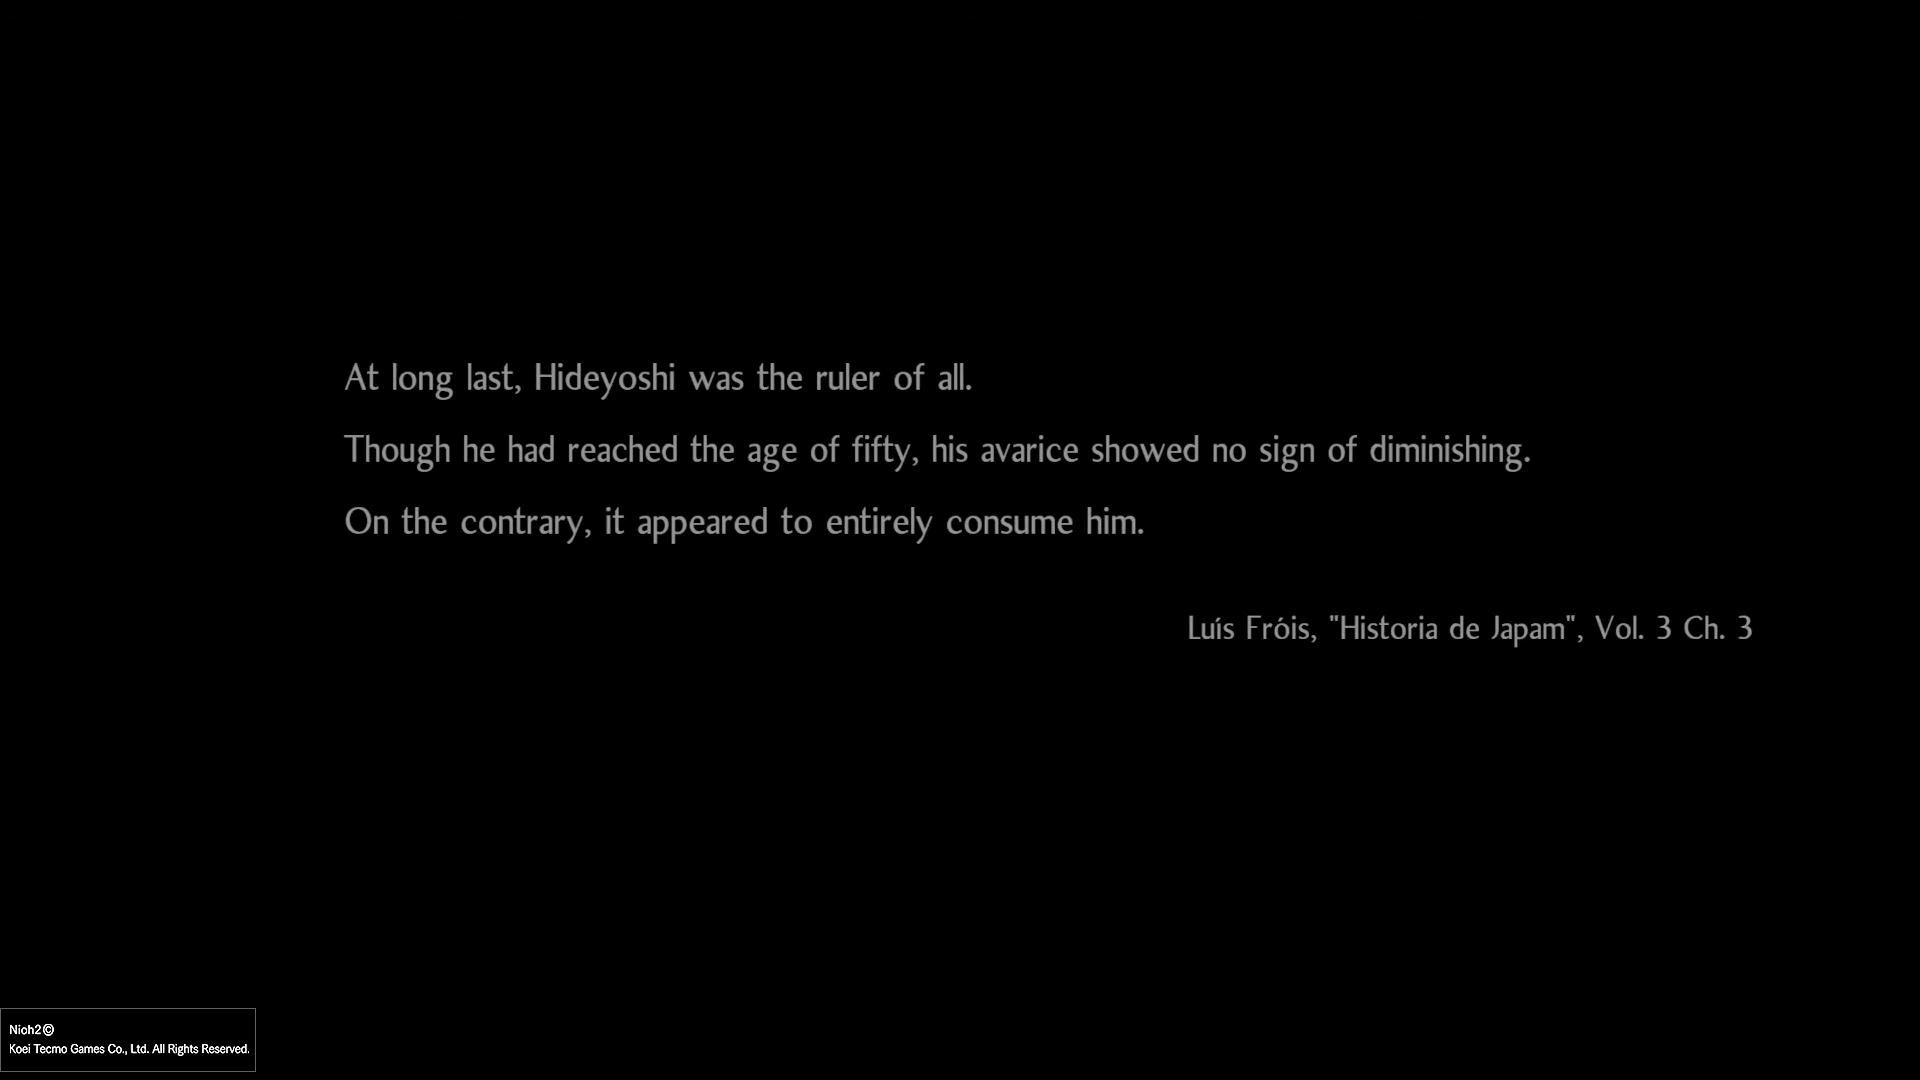 At long last, Hideyoshi was the ruler of all.
Though he had reached the age of fifty, his avarice showed no sign of diminishing.
On the contrary, it appeared to entirely consume him.
Luís Fróis, "Historia de Japam", Vol. 3 Ch. 3
Nioh2©
Koei Tecmo Games Co., Ltd. All Rights Reserved.